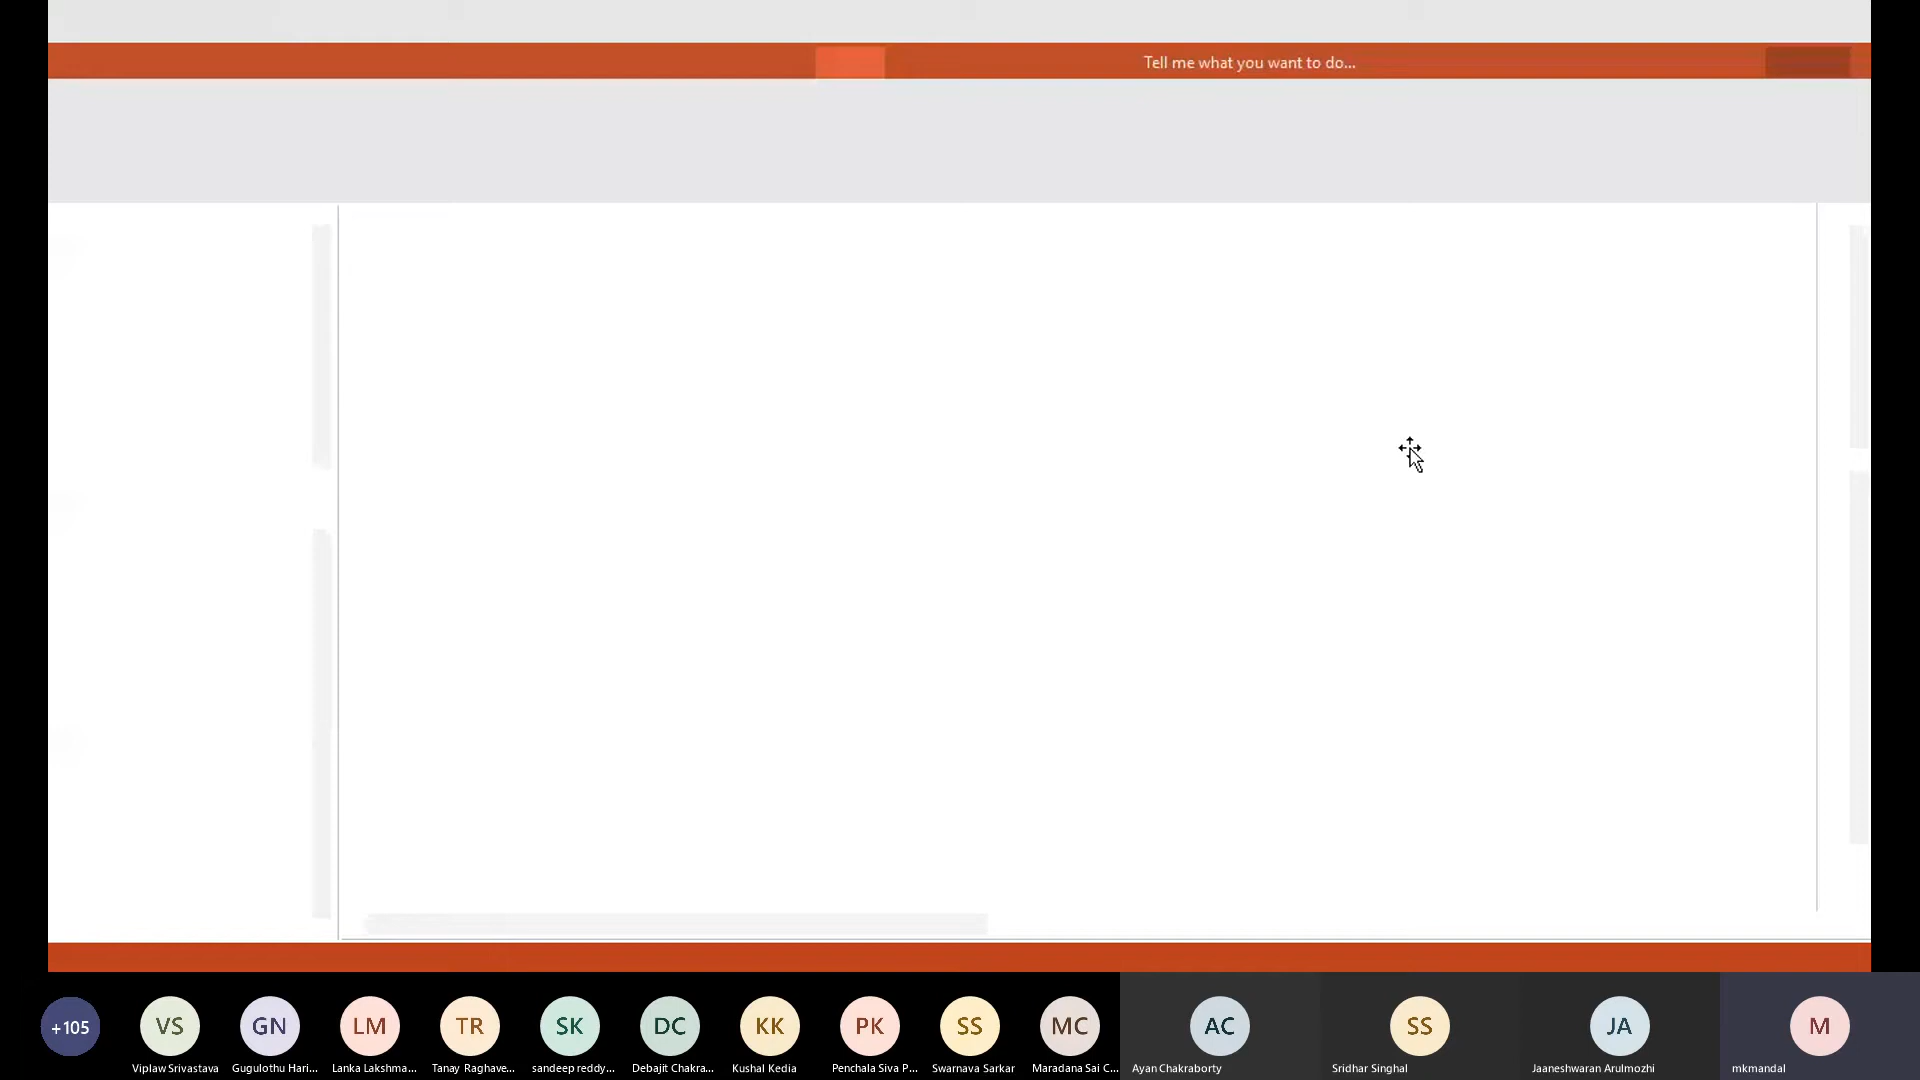 Tell me what you want to do...
+105
VS
GN
LM
TR
SK
DC
KK
PK
SS
MC
AC
SS
JA
M
Viplaw Srivastava
Gugulothu Hari...
Lanka Lakshma...
Tanay Raghave...
sandeep reddy...
Debajit Chakra...
Kushal Kedia
Penchala Siva P...
Swarnava Sarkar
Maradana Sai C...
Ayan Chakraborty
Sridhar Singhal
Jaaneshwaran Arulmozhi
mkmandal